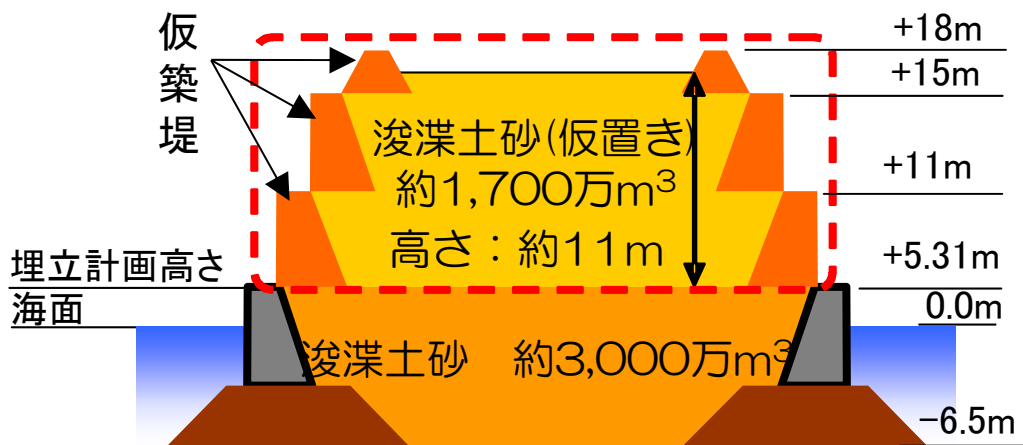 仮築堤
+18m
+15m
浚渫土砂(仮置き)
約1,700万m³
高さ：約11m
+11m
埋立計画高さ
+5.31m
海面
0.0m
浚渫土砂　約3,000万m³
−6.5m